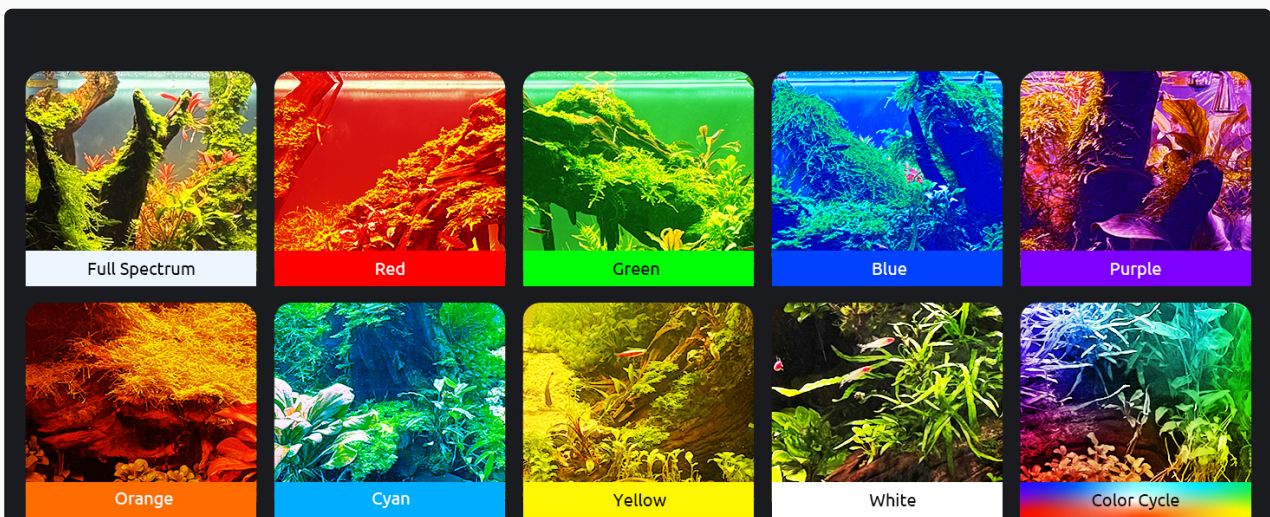 Full Spectrum
Red
Green
Blue
Purple
Orange
Cyan
Yellow
White
Color Cycle